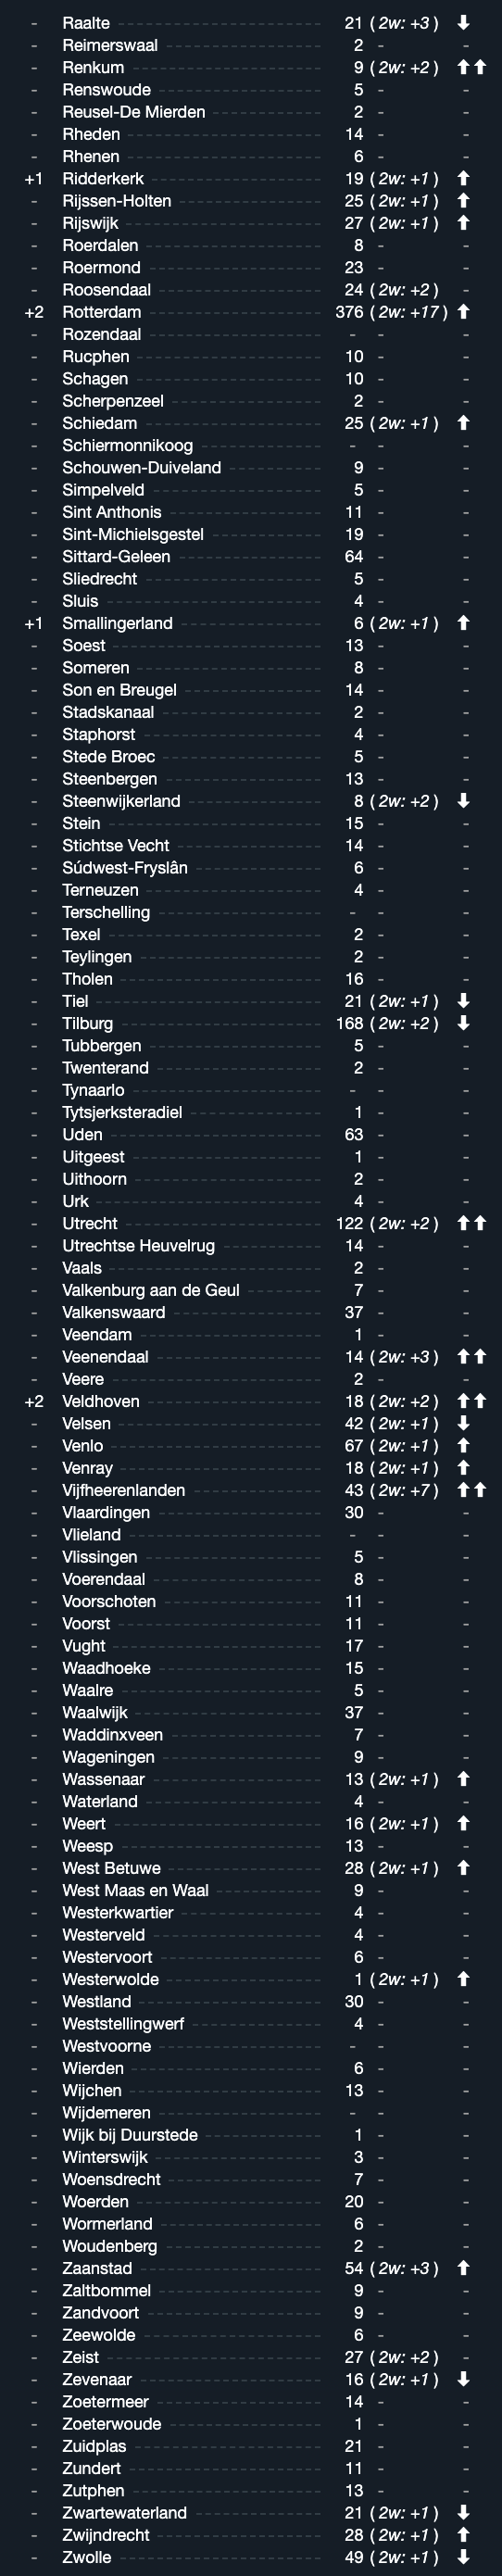 - Raalte 21 ( 2w: +3 ) ⬇
- Reimerswaal 2 - -
- Renkum 9 ( 2w: +2 ) ⬆⬆
- Renswoude 5 - -
- Reusel-De Mierden 2 - -
- Rheden 14 - -
- Rhenen 6 - -
+1 Ridderkerk 19 ( 2w: +1 ) ⬆
- Rijssen-Holten 25 ( 2w: +1 ) ⬆
- Rijswijk 27 ( 2w: +1 ) ⬆
- Roerdalen 8 - -
- Roermond 23 - -
- Roosendaal 24 ( 2w: +2 ) -
+2 Rotterdam 376 ( 2w: +17 ) ⬆
- Rozendaal - - -
- Rucphen 10 - -
- Schagen 10 - -
- Scherpenzeel 2 - -
- Schiedam 25 ( 2w: +1 ) ⬆
- Schiermonnikoog - - -
- Schouwen-Duiveland 9 - -
- Simpelveld 5 - -
- Sint Anthonis 11 - -
- Sint-Michielsgestel 19 - -
- Sittard-Geleen 64 - -
- Sliedrecht 5 - -
- Sluis 4 - -
+1 Smallingerland 6 ( 2w: +1 ) ⬆
- Soest 13 - -
- Someren 8 - -
- Son en Breugel 14 - -
- Stadskanaal 2 - -
- Staphorst 4 - -
- Stede Broec 5 - -
- Steenbergen 13 - -
- Steenwijkerland 8 ( 2w: +2 ) ⬇
- Stein 15 - -
- Stichtse Vecht 14 - -
- Súdwest-Fryslân 6 - -
- Terneuzen 4 - -
- Terschelling - - -
- Texel 2 - -
- Teylingen 2 - -
- Tholen 16 - -
- Tiel 21 ( 2w: +1 ) ⬇
- Tilburg 168 ( 2w: +2 ) ⬇
- Tubbergen 5 - -
- Twenterand 2 - -
- Tynaarlo - - -
- Tytsjerksteradiel 1 - -
- Uden 63 - -
- Uitgeest 1 - -
- Uithoorn 2 - -
- Urk 4 - -
- Utrecht 122 ( 2w: +2 ) ⬆⬆
- Utrechtse Heuvelrug 14 - -
- Vaals 2 - -
- Valkenburg aan de Geul 7 - -
- Valkenswaard 37 - -
- Veendam 1 - -
- Veenendaal 14 ( 2w: +3 ) ⬆⬆
- Veere 2 - -
+2 Veldhoven 18 ( 2w: +2 ) ⬆⬆
- Velsen 42 ( 2w: +1 ) ⬇
- Venlo 67 ( 2w: +1 ) ⬆
- Venray 18 ( 2w: +1 ) ⬆
- Vijfheerenlanden 43 ( 2w: +7 ) ⬆⬆
- Vlaardingen 30 - -
- Vlieland - - -
- Vlissingen 5 - -
- Voerendaal 8 - -
- Voorschoten 11 - -
- Voorst 11 - -
- Vught 17 - -
- Waadhoeke 15 - -
- Waalre 5 - -
- Waalwijk 37 - -
- Waddinxveen 7 - -
- Wageningen 9 - -
- Wassenaar 13 ( 2w: +1 ) ⬆
- Waterland 4 - -
- Weert 16 ( 2w: +1 ) ⬆
- Weesp 13 - -
- West Betuwe 28 ( 2w: +1 ) ⬆
- West Maas en Waal 9 - -
- Westerkwartier 4 - -
- Westerveld 4 - -
- Westervoort 6 - -
- Westerwolde 1 ( 2w: +1 ) ⬆
- Westland 30 - -
- Weststellingwerf 4 - -
- Westvoorne - - -
- Wierden 6 - -
- Wijchen 13 - -
- Wijdemeren - - -
- Wijk bij Duurstede 1 - -
- Winterswijk 3 - -
- Woensdrecht 7 - -
- Woerden 20 - -
- Wormerland 6 - -
- Woudenberg 2 - -
- Zaanstad 54 ( 2w: +3 ) ⬆
- Zaltbommel 9 - -
- Zandvoort 9 - -
- Zeewolde 6 - -
- Zeist 27 ( 2w: +2 ) -
- Zevenaar 16 ( 2w: +1 ) ⬇
- Zoetermeer 14 - -
- Zoeterwoude 1 - -
- Zuidplas 21 - -
- Zundert 11 - -
- Zutphen 13 - -
- Zwartewaterland 21 ( 2w: +1 ) ⬇
- Zwijndrecht 28 ( 2w: +1 ) ⬆
- Zwolle 49 ( 2w: +1 ) ⬇